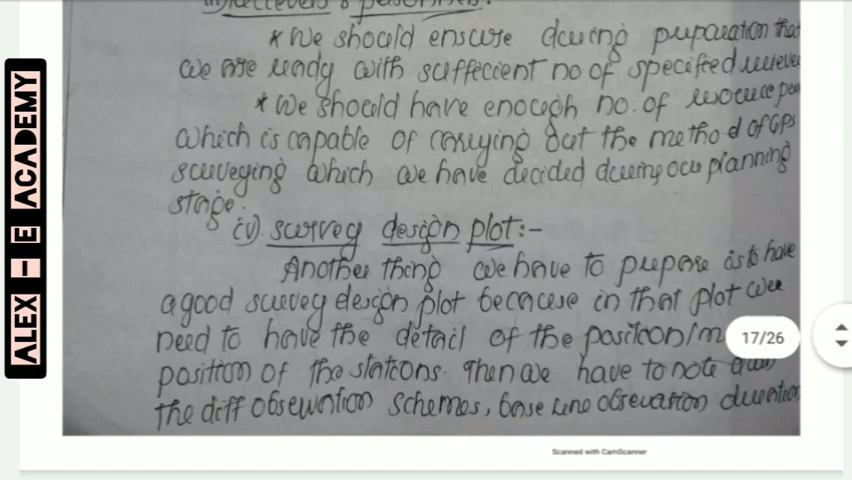 * We should ensure during preparation that
we are ready with suffecient no of specified
* We should have enough no. of
which is capable of carrying out the method of GPS
surveying which we have decided during our planning
stage.
(iv) survey design plot:-
Another thing we have to prepare is to have
a good survey design plot because in that plot
need to have the detail of the position/m
position of the stations. Then we have to note
the diff observation schemes, base line observation duration
17/26
Scanned with CamScanner
ALEX - E ACADEMY